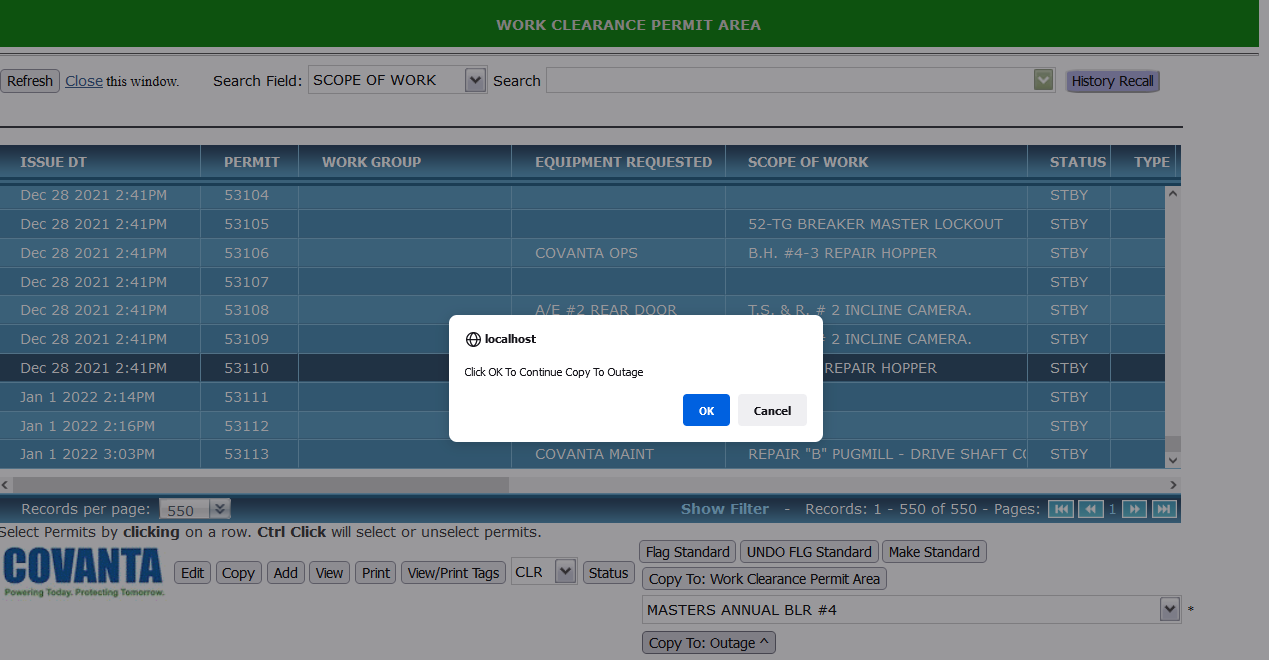 WORK CLEARANCE PERMIT AREA
Refresh Close this window. Search Field: SCOPE OF WORK Search History Recall
ISSUE DT PERMIT WORK GROUP EQUIPMENT REQUESTED SCOPE OF WORK STATUS TYPE
Dec 28 2021 2:41PM 53104 STBY
Dec 28 2021 2:41PM 53105 52-TG BREAKER MASTER LOCKOUT STBY
Dec 28 2021 2:41PM 53106 COVANTA OPS B.H. #4-3 REPAIR HOPPER STBY
Dec 28 2021 2:41PM 53107 STBY
Dec 28 2021 2:41PM 53108 A/E #2 REAR DOOR T.S. & R. # 2 INCLINE CAMERA. STBY
Dec 28 2021 2:41PM 53109 2 INCLINE CAMERA. STBY
Dec 28 2021 2:41PM 53110 REPAIR HOPPER STBY
Jan 1 2022 2:14PM 53111 STBY
Jan 1 2022 2:16PM 53112 STBY
Jan 1 2022 3:03PM 53113 COVANTA MAINT REPAIR "B" PUGMILL - DRIVE SHAFT STBY
localhost
Click OK To Continue Copy To Outage
OK Cancel
Records per page: 550 Show Filter - Records: 1 - 550 of 550 - Pages: 1
Select Permits by clicking on a row. Ctrl Click will select or unselect permits.
COVANTA
Powering Today. Protecting Tomorrow.
Edit Copy Add View Print View/Print Tags CLR Status
Flag Standard UNDO FLG Standard Make Standard
Copy To: Work Clearance Permit Area
MASTERS ANNUAL BLR #4 *
Copy To: Outage ^